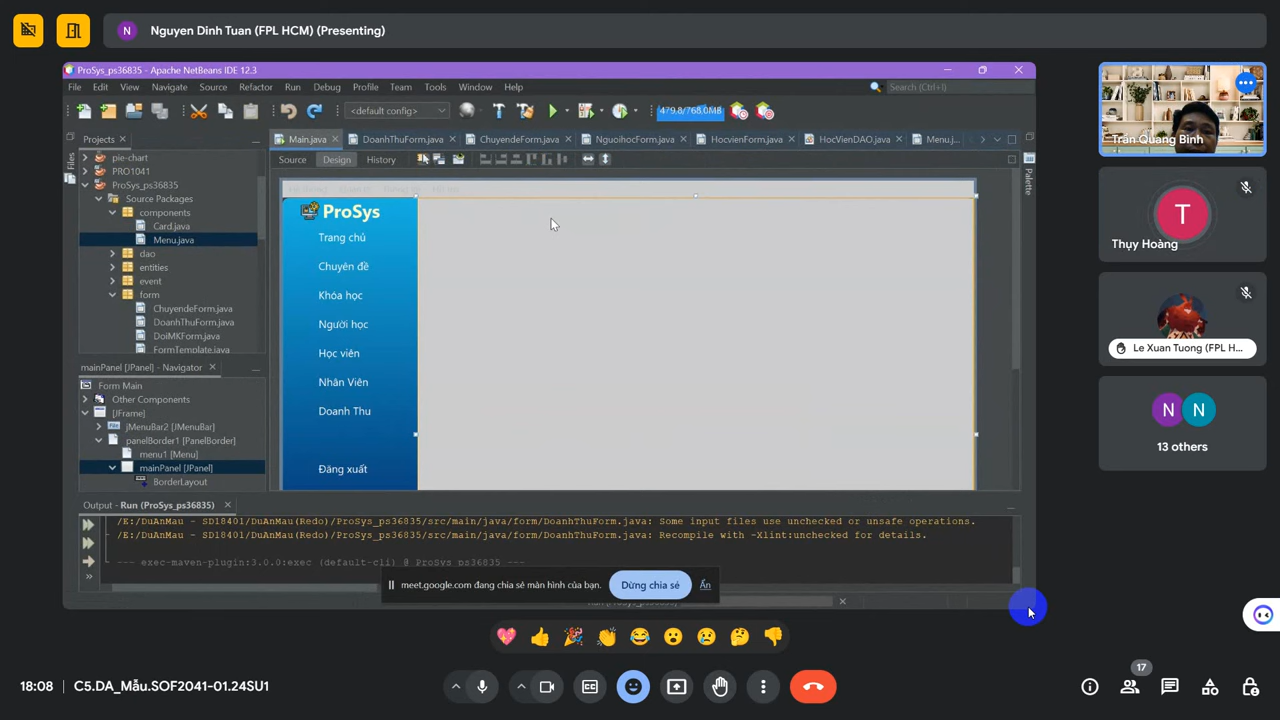 N
Nguyen Dinh Tuan (FPL HCM) (Presenting)
ProSys_ps36835 - Apache NetBeans IDE 12.3
File Edit View Navigate Source Refactor Run Debug Profile Team Tools Window Help
Search (Ctrl+I)
<default config>
479.8/768.0MB
Projects
Main.java DoanhThuForm.java ChuyendeForm.java NguoihocForm.java HocvienForm.java HocVienDAO.java Menu.j...
Files
Source Design History
Palette
pie-chart
PRO1041
ProSys_ps36835
Source Packages
components
Card.java
Menu.java
dao
entities
event
form
ChuyendeForm.java
DoanhThuForm.java
DoiMKForm.java
FormTemplate.java
ProSys
Trang chủ
Chuyên đề
Khóa học
Người học
Học viên
Nhân Viên
Doanh Thu
Đăng xuất
mainPanel [JPanel] - Navigator
Form Main
Other Components
[JFrame]
jMenuBar2 [JMenuBar]
panelBorder1 [PanelBorder]
menu1 [Menu]
mainPanel [JPanel]
BorderLayout
Output - Run (ProSys_ps36835)
/E:/DuAnMau - SD18401/DuAnMau(Redo)/ProSys_ps36835/src/main/java/form/DoanhThuForm.java: Some input files use unchecked or unsafe operations.
/E:/DuAnMau - SD18401/DuAnMau(Redo)/ProSys_ps36835/src/main/java/form/DoanhThuForm.java: Recompile with -Xlint:unchecked for details.
--- exec-maven-plugin:3.0.0:exec (default-cli) @ ProSys_ps36835 ---
meet.google.com đang chia sẻ màn hình của bạn.
Dừng chia sẻ
Ẩn
Trần Quang Bình
T
Thụy Hoàng
Le Xuan Tuong (FPL H...
N N
13 others
18:08
C5.DA_Mẫu.SOF2041-01.24SU1
17